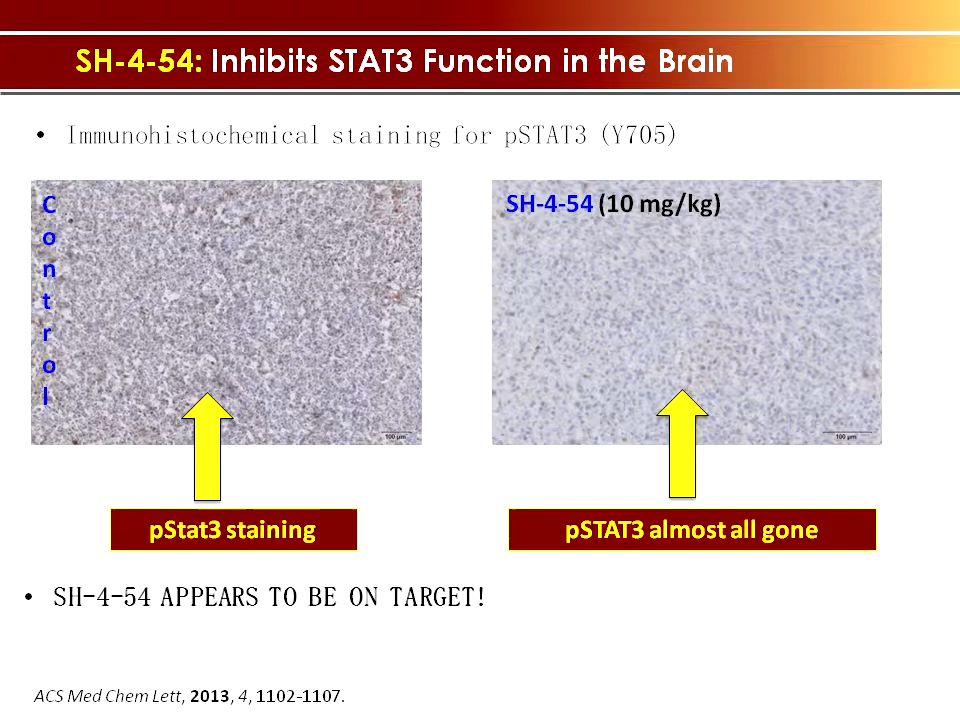 SH-4-54: Inhibits STAT3 Function in the Brain
• Immunohistochemical staining for pSTAT3 (Y705)
Control
SH-4-54 (10 mg/kg)
100 μm
100 μm
pStat3 staining
pSTAT3 almost all gone
• SH-4-54 APPEARS TO BE ON TARGET!
ACS Med Chem Lett, 2013, 4, 1102-1107.